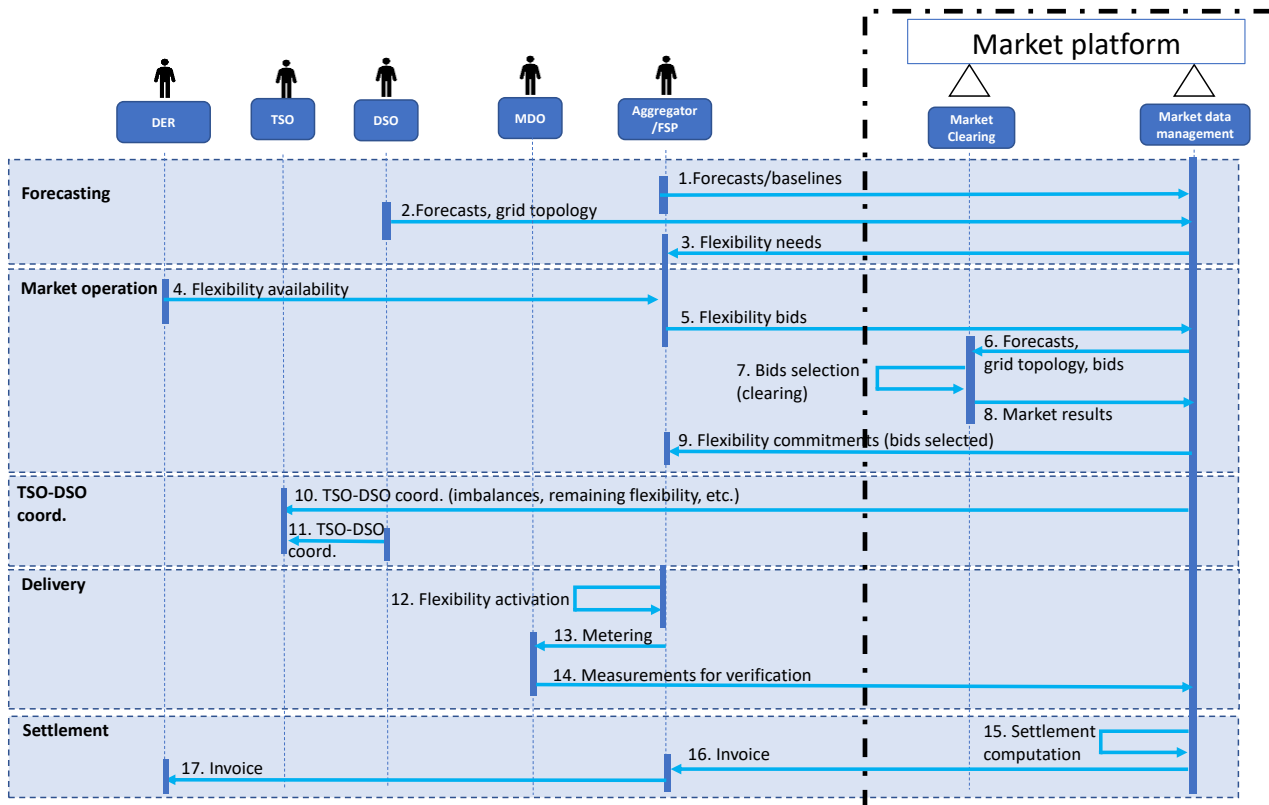 Market platform
DER
TSO
DSO
MDO
Aggregator
/FSP
Market
Clearing
Market data
management
Forecasting
1.Forecasts/baselines
2.Forecasts, grid topology
3. Flexibility needs
Market operation
4. Flexibility availability
5. Flexibility bids
6. Forecasts,
grid topology, bids
7. Bids selection
(clearing)
8. Market results
9. Flexibility commitments (bids selected)
TSO-DSO
coord.
10. TSO-DSO coord. (imbalances, remaining flexibility, etc.)
11. TSO-DSO
coord.
Delivery
12. Flexibility activation
13. Metering
14. Measurements for verification
Settlement
15. Settlement
computation
16. Invoice
17. Invoice